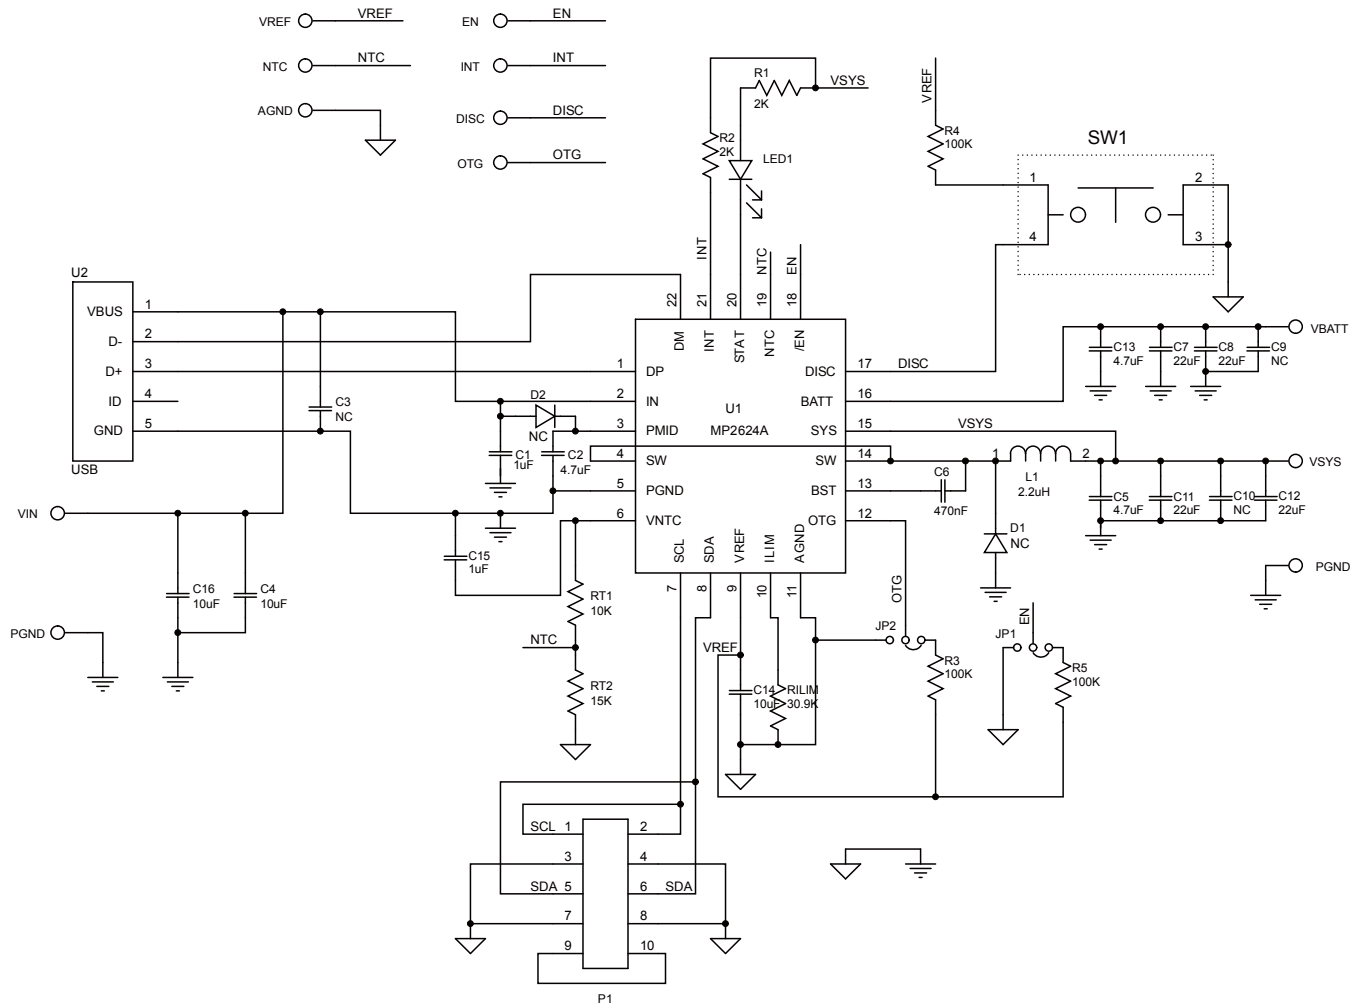 VREF VREF
EN EN
NTC NTC
INT INT
AGND
DISC DISC
OTG OTG
R1
2K
VSYS
R2
2K
LED1
VREF
R4
100K
SW1
1
2
4
3
INT
NTC
EN
22
21
20
19
18
DM
INT
STAT
NTC
/EN
U2
VBUS 1
D- 2
D+ 3
ID 4
GND 5
USB
C3
NC
D2
NC
C1
1uF
C2
4.7uF
1 DP
2 IN
3 PMID
4 SW
5 PGND
6 VNTC
U1
MP2624A
DISC 17 DISC
BATT 16
SYS 15 VSYS
SW 14
BST 13
OTG 12
C13
4.7uF
C7
22uF
C8
22uF
C9
NC
VBATT
C6
470nF
1 2
L1
2.2uH
D1
NC
VSYS
C5
4.7uF
C11
22uF
C10
NC
C12
22uF
PGND
VIN
C16
10uF
C4
10uF
PGND
C15
1uF
RT1
10K
NTC
RT2
15K
SCL
SDA
VREF
ILIM
AGND
7
8
9
10
11
VREF
C14
10uF
RILIM
30.9K
OTG
JP2
R3
100K
EN
JP1
R5
100K
SCL 1 2
3 4
SDA 5 6 SDA
7 8
9 10
P1